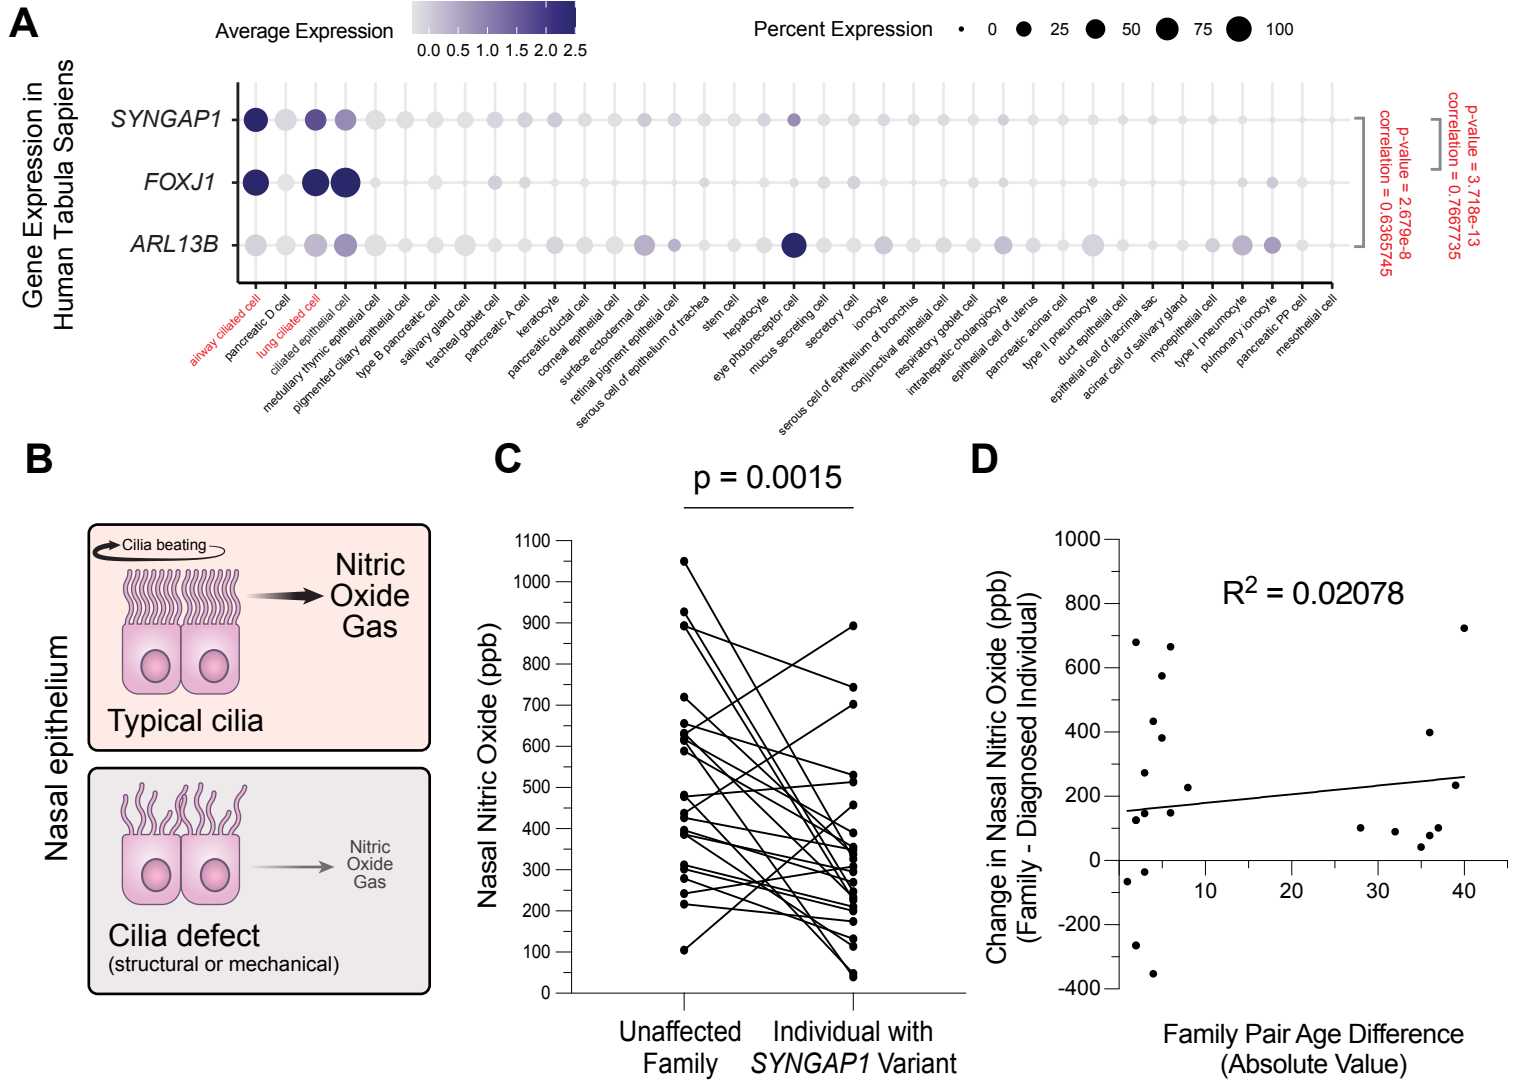 A
Average Expression
0.0 0.5 1.0 1.5 2.0 2.5
Percent Expression 0 25 50 75 100
Gene Expression in
Human Tabula Sapiens
SYNGAP1
FOXJ1
ARL13B
p-value = 2.679e-8
correlation = 0.6365745
p-value = 3.718e-13
correlation = 0.7667735
airway ciliated cell
pancreatic D cell
lung ciliated cell
ciliated epithelial cell
medullary thymic epithelial cell
pigmented ciliary epithelial cell
type B pancreatic cell
salivary gland cell
tracheal goblet cell
pancreatic A cell
keratocyte
pancreatic ductal cell
corneal epithelial cell
surface ectodermal cell
retinal pigment epithelial cell
serous cell of epithelium of trachea
stem cell
hepatocyte
eye photoreceptor cell
mucus secreting cell
secretory cell
ionocyte
serous cell of epithelium of bronchus
conjunctival epithelial cell
respiratory goblet cell
intrahepatic cholangiocyte
epithelial cell of uterus
pancreatic acinar cell
type II pneumocyte
duct epithelial cell
epithelial cell of lacrimal sac
acinar cell of salivary gland
myoepithelial cell
type I pneumocyte
pulmonary ionocyte
pancreatic PP cell
mesothelial cell
B
Nasal epithelium
Cilia beating
Nitric
Oxide
Gas
Typical cilia
Nitric
Oxide
Gas
Cilia defect
(structural or mechanical)
C
p = 0.0015
Nasal Nitric Oxide (ppb)
1100
1000
900
800
700
600
500
400
300
200
100
0
Unaffected
Family
Individual with
SYNGAP1 Variant
D
R² = 0.02078
Change in Nasal Nitric Oxide (ppb)
(Family - Diagnosed Individual)
1000
800
600
400
200
0
-200
-400
10 20 30 40
Family Pair Age Difference
(Absolute Value)